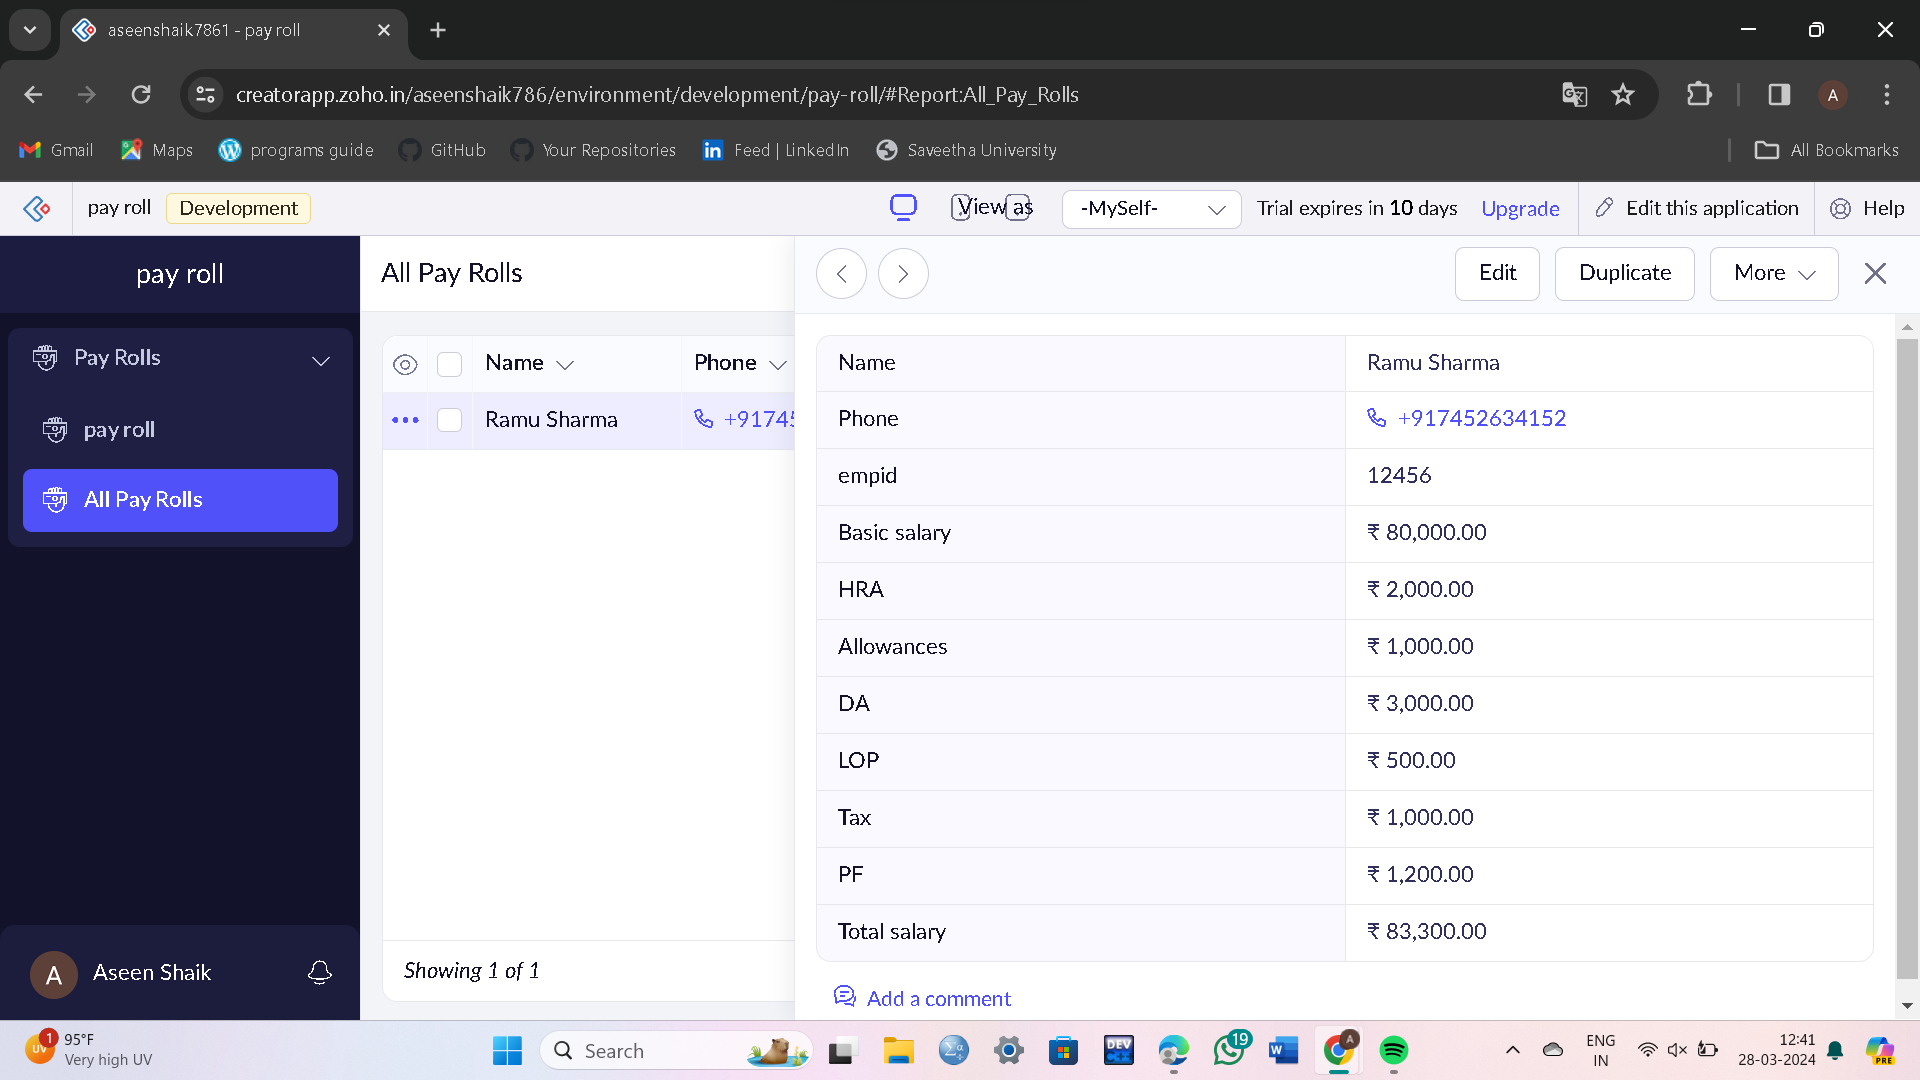 aseenshaik7861 - pay roll
creatorapp.zoho.in/aseenshaik786/environment/development/pay-roll/#Report:All_Pay_Rolls
A
Gmail Maps programs guide GitHub Your Repositories Feed | LinkedIn Saveetha University All Bookmarks
pay roll Development View as -MySelf- Trial expires in 10 days Upgrade Edit this application Help
pay roll
Pay Rolls
pay roll
All Pay Rolls
A Aseen Shaik
All Pay Rolls
Name Phone
Ramu Sharma +91745
Showing 1 of 1
Edit Duplicate More
Name Ramu Sharma
Phone +917452634152
empid 12456
Basic salary ₹ 80,000.00
HRA ₹ 2,000.00
Allowances ₹ 1,000.00
DA ₹ 3,000.00
LOP ₹ 500.00
Tax ₹ 1,000.00
PF ₹ 1,200.00
Total salary ₹ 83,300.00
Add a comment
UV 1 95°F
Very high UV
Search
DEV
C++
19
W
A
ENG
IN
12:41
28-03-2024
PRE